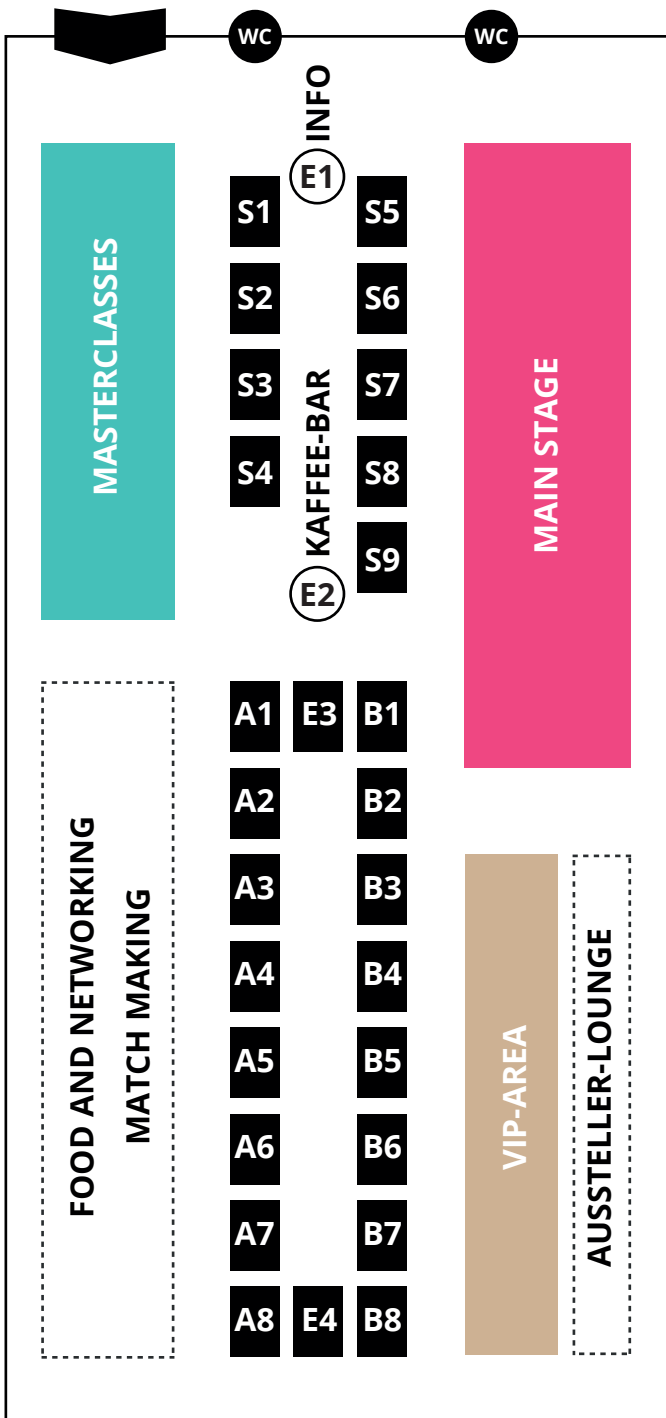 WC
WC
INFO
E1
MASTERCLASSES
S1
S2
S3
S4
KAFFEE-BAR
E2
S5
S6
S7
S8
S9
MAIN STAGE
FOOD AND NETWORKING
MATCH MAKING
A1
E3
B1
A2
B2
A3
B3
A4
B4
A5
B5
A6
B6
A7
B7
A8
E4
B8
VIP-AREA
AUSSTELLER-LOUNGE